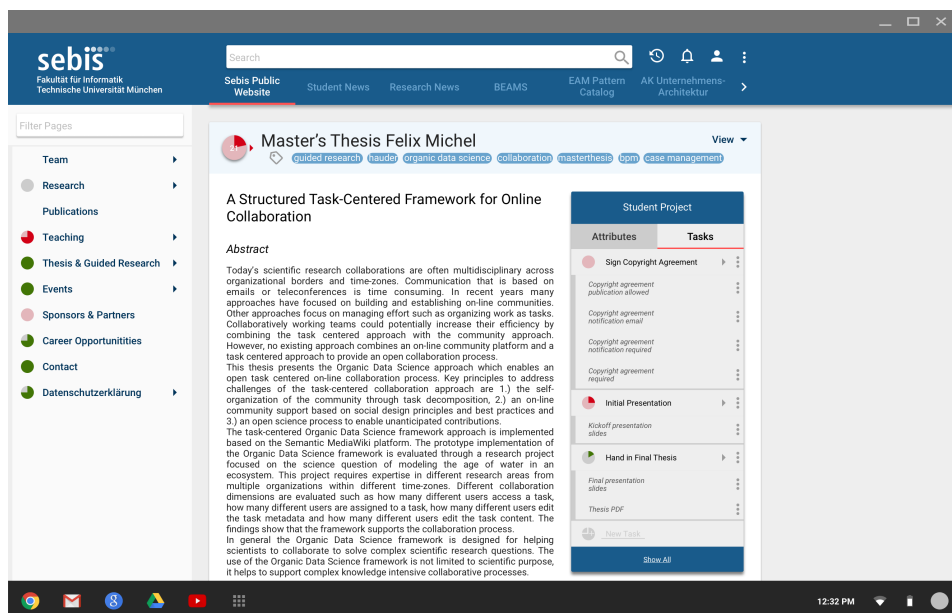 sebis
Fakultät für Informatik
Technische Universität München
Search
Sebis Public
Website
Student News
Research News
BEAMS
EAM Pattern
Catalog
AK Unternehmens-
Architektur
Filter Pages
Team
Research
Publications
Teaching
Thesis & Guided Research
Events
Sponsors & Partners
Career Opportunitities
Contact
Datenschutzerklärung
21
Master's Thesis Felix Michel
View
guided research hauder organic data science collaboration masterthesis bpm case management
A Structured Task-Centered Framework for Online
Collaboration
Abstract
Today's scientific research collaborations are often multidisciplinary across
organizational borders and time-zones. Communication that is based on
emails or teleconferences is time consuming. In recent years many
approaches have focused on building and establishing on-line communities.
Other approaches focus on managing effort such as organizing work as tasks.
Collaboratively working teams could potentially increase their efficiency by
combining the task centered approach with the community approach.
However, no existing approach combines an on-line community platform and a
task centered approach to provide an open collaboration process.
This thesis presents the Organic Data Science approach which enables an
open task centered on-line collaboration process. Key principles to address
challenges of the task-centered collaboration approach are 1.) the self-
organization of the community through task decomposition, 2.) an on-line
community support based on social design principles and best practices and
3.) an open science process to enable unanticipated contributions.
The task-centered Organic Data Science framework approach is implemented
based on the Semantic MediaWiki platform. The prototype implementation of
the Organic Data Science framework is evaluated through a research project
focused on the science question of modeling the age of water in an
ecosystem. This project requires expertise in different research areas from
multiple organizations within different time-zones. Different collaboration
dimensions are evaluated such as how many different users access a task,
how many different users are assigned to a task, how many different users edit
the task metadata and how many different users edit the task content. The
findings show that the framework supports the collaboration process.
In general the Organic Data Science framework is designed for helping
scientists to collaborate to solve complex scientific research questions. The
use of the Organic Data Science framework is not limited to scientific purpose,
it helps to support complex knowledge intensive collaborative processes.
Student Project
Attributes
Tasks
Sign Copyright Agreement
Copyright agreement
publication allowed
Copyright agreement
notification email
Copyright agreement
notification required
Copyright agreement
required
Initial Presentation
Kickoff presentation
slides
Hand in Final Thesis
Final presentation
slides
Thesis PDF
New Task
Show All
8
12:32 PM